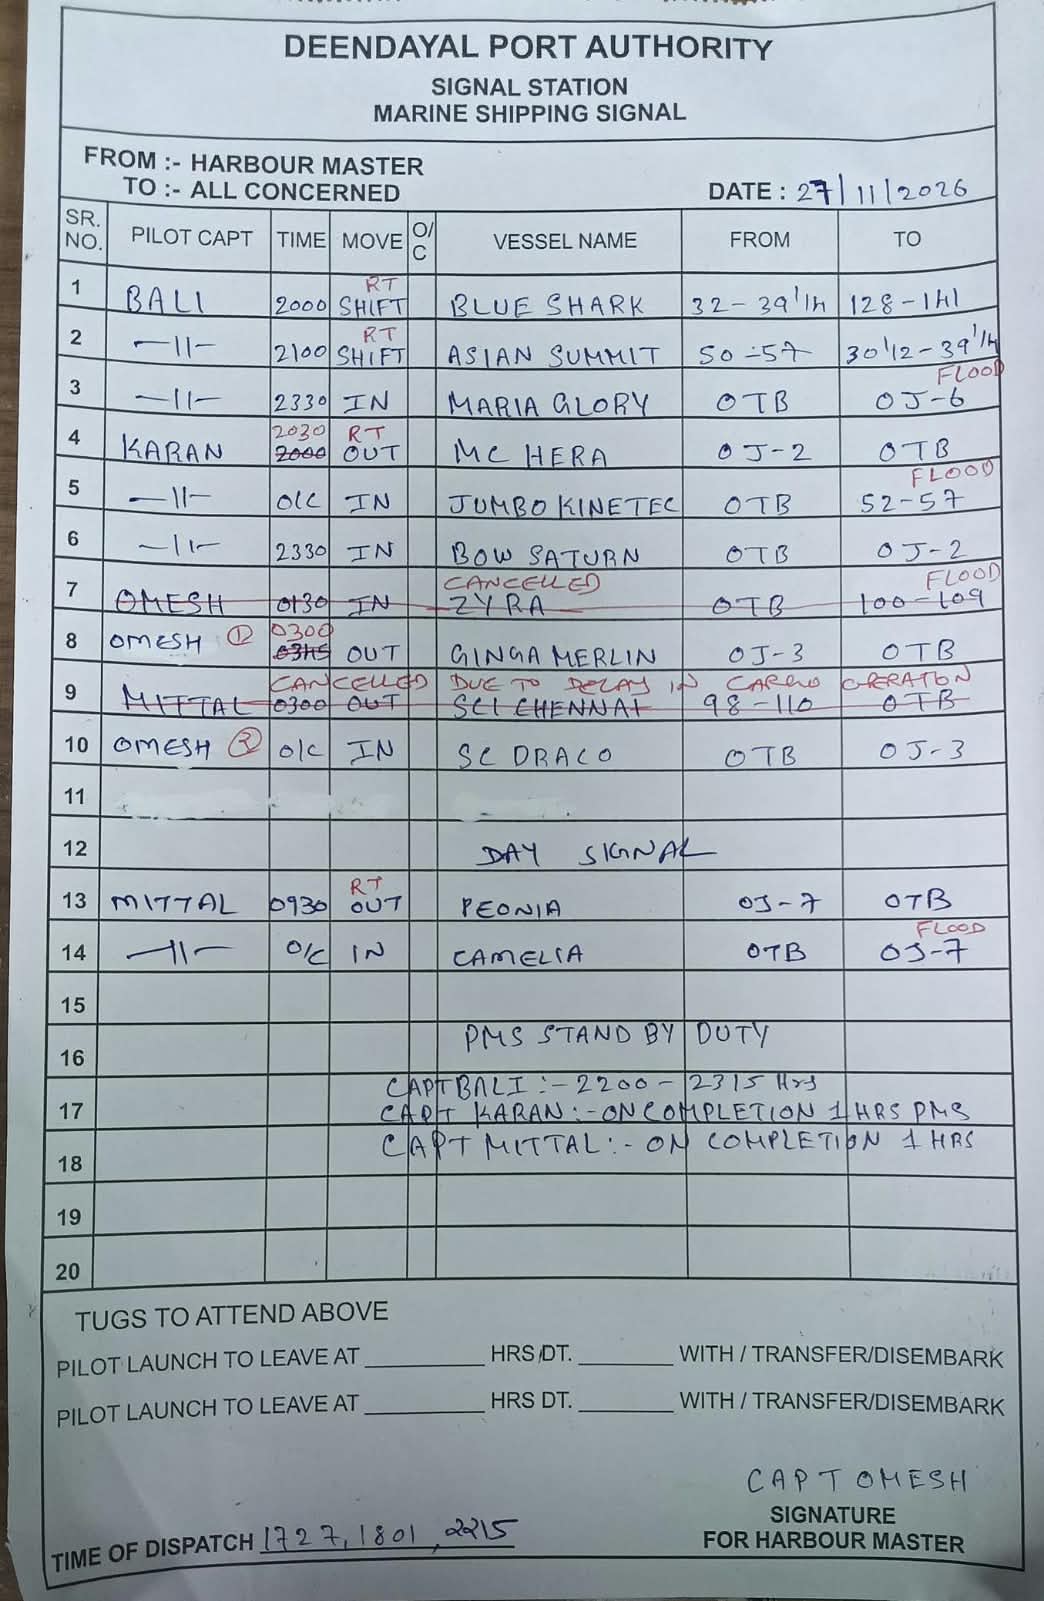 DEENDAYAL PORT AUTHORITY
SIGNAL STATION
MARINE SHIPPING SIGNAL
FROM :- HARBOUR MASTER
TO :- ALL CONCERNED
DATE : 27/11/2026
SR. NO. PILOT CAPT TIME MOVE O/C VESSEL NAME FROM TO
1 BALI 2000 RT SHIFT BLUE SHARK 32-39 1/4 128-141
2 -11- 2100 RT SHIFT ASIAN SUMMIT 50-57 30 1/2-39 1/4
3 -11- 2330 IN MARIA GLORY OTB OJ-6 FLOOD
4 KARAN 2030 2000 RT OUT MC HERA OJ-2 OTB
5 -11- O/C IN JUMBO KINETEC OTB 52-57 FLOOD
6 -11- 2330 IN BOW SATURN OTB OJ-2
7 OMESH 0130 IN CANCELLED ZYRA OTB 100-109 FLOOD
8 OMESH ① 0300 0345 OUT GINGA MERLIN OJ-3 OTB
CANCELLED DUE TO DELAY IN CARGO OPERATION
9 MITTAL 0300 OUT SCI CHENNAI 98-110 OTB
10 OMESH ② O/C IN SC DRACO OTB OJ-3
11
12 DAY SIGNAL
13 MITTAL 0930 RT OUT PEONIA OJ-7 OTB
14 -11- O/C IN CAMELIA OTB OJ-7 FLOOD
15
16 PMS STAND BY DUTY
CAPT BALI :- 2200 - 2315 Hrs
17 CAPT KARAN :- ON COMPLETION 1 HRS PMS
18 CAPT MITTAL :- ON COMPLETION 1 HRS
19
20
TUGS TO ATTEND ABOVE
PILOT LAUNCH TO LEAVE AT ________ HRS DT. ________ WITH / TRANSFER/DISEMBARK
PILOT LAUNCH TO LEAVE AT ________ HRS DT. ________ WITH / TRANSFER/DISEMBARK
CAPT OMESH
SIGNATURE
FOR HARBOUR MASTER
TIME OF DISPATCH 1727, 1801, 2215